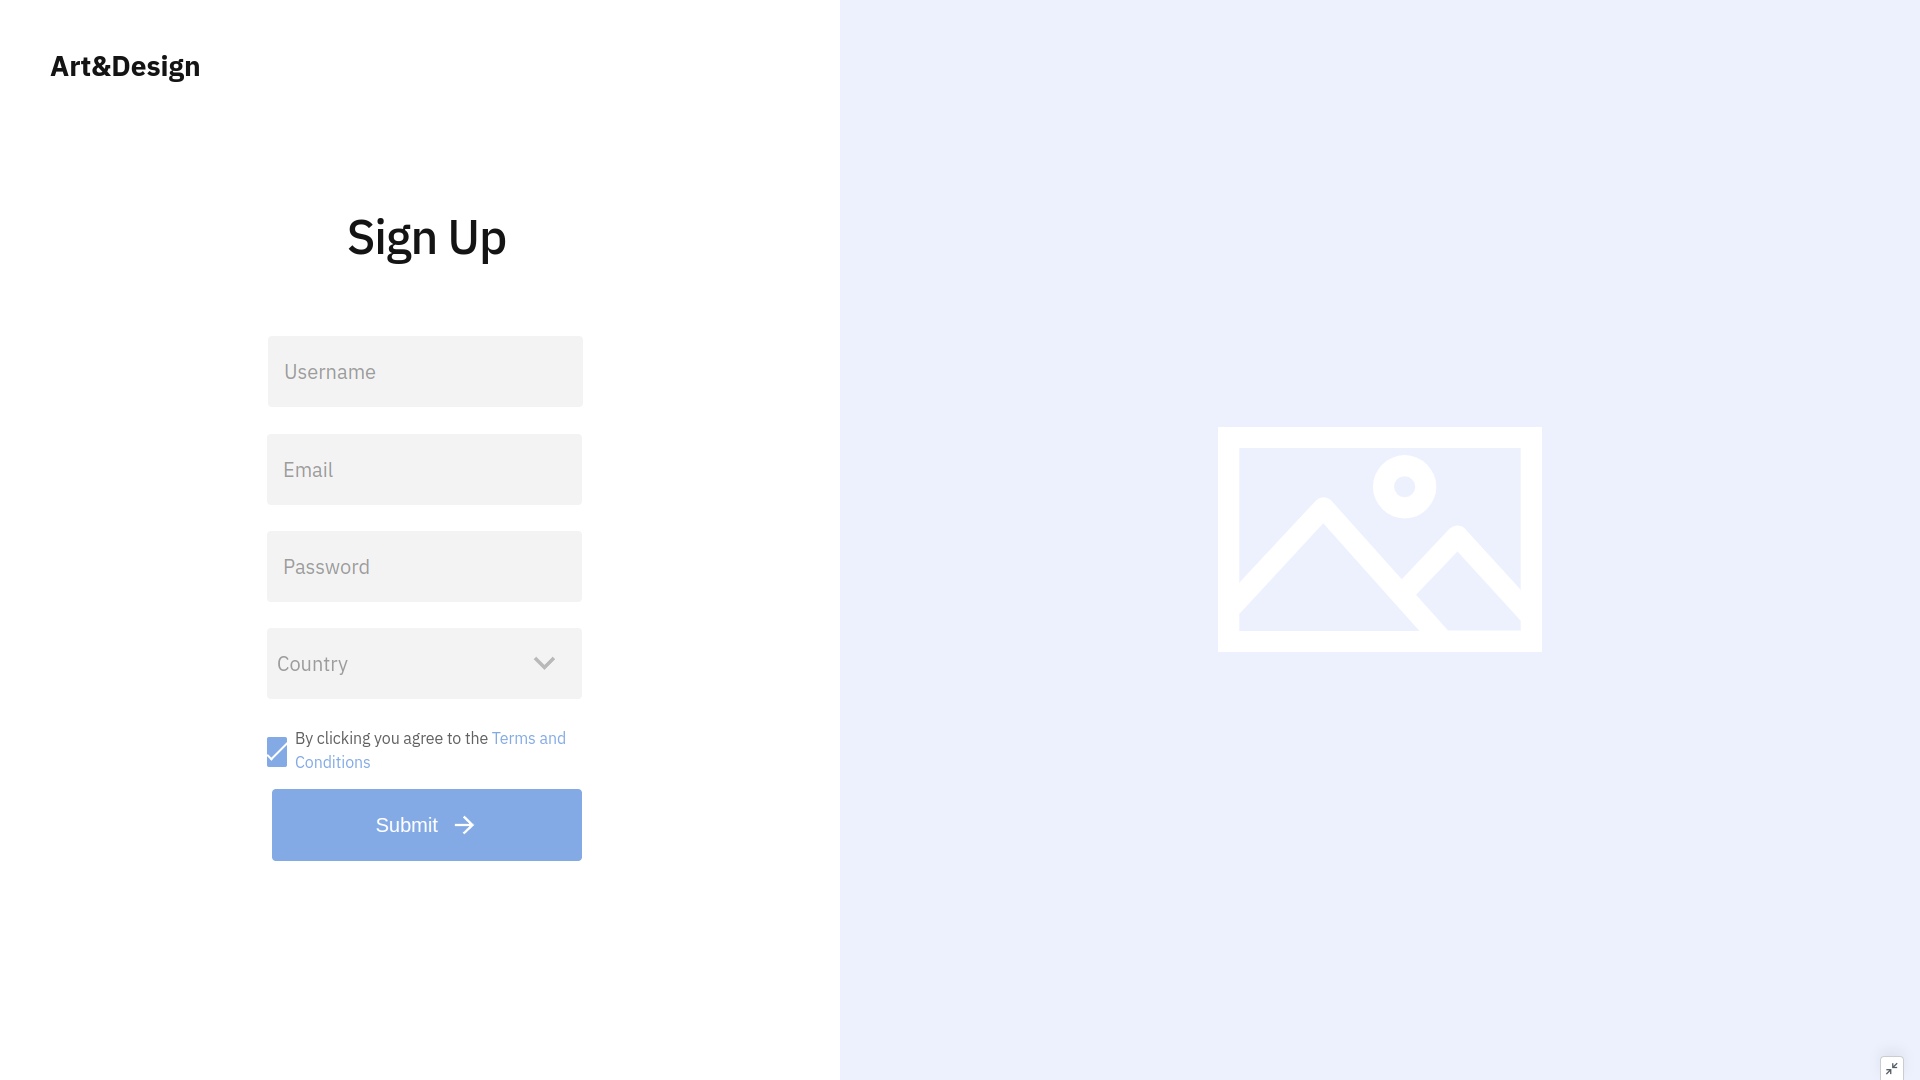 Art&Design
Sign Up
Username
Email
Password
Country
By clicking you agree to the Terms and
Conditions
Submit